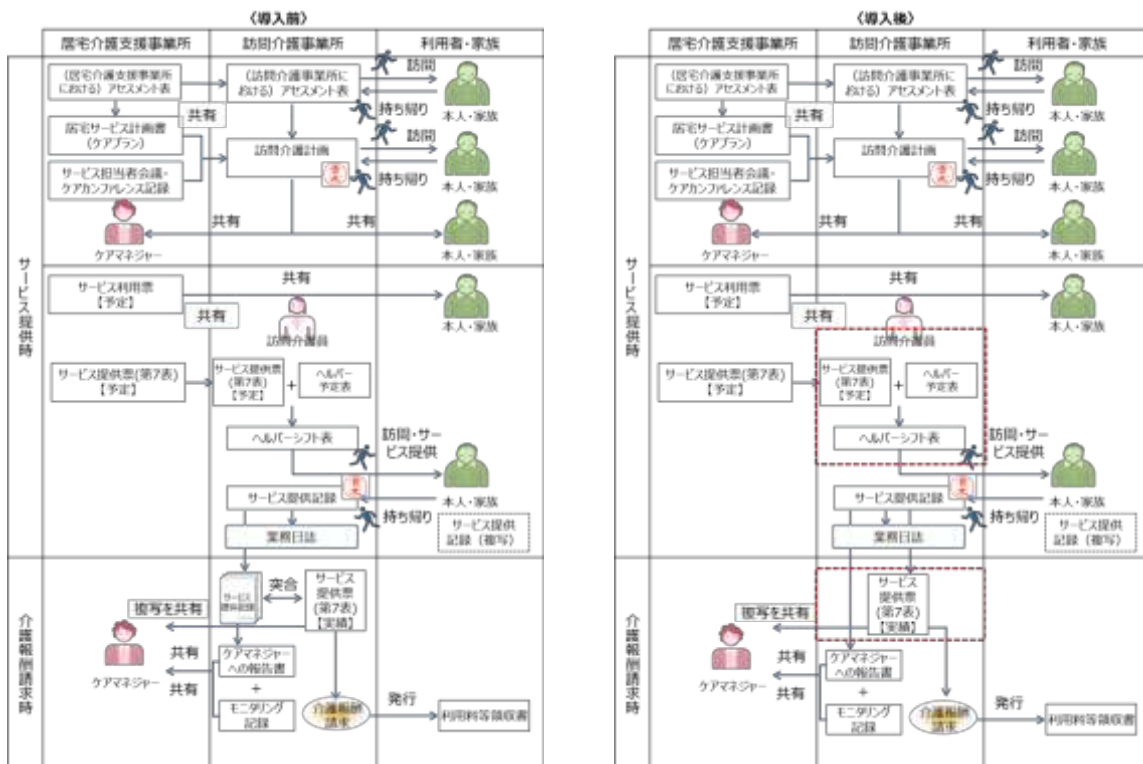 〈導入前〉
居宅介護支援事業所
訪問介護事業所
利用者・家族
サービス提供時
(居宅介護支援事業所
における)アセスメント表
(訪問介護事業所に
おける)アセスメント表
訪問
本人・家族
共有
持ち帰り
居宅サービス計画書
(ケアプラン)
訪問介護計画
訪問
サービス担当者会議・
ケアカンファレンス記録
持ち帰り
本人・家族
共有
共有
ケアマネジャー
本人・家族
サービス利用票
【予定】
共有
共有
本人・家族
訪問介護員
サービス提供票(第7表)
【予定】
サービス提供票
(第7表)
【予定】
+
ヘルパー
予定表
ヘルパーシフト表
訪問・サー
ビス提供
本人・家族
サービス提供記録
持ち帰り
サービス提供
記録(複写)
業務日誌
介護報酬請求時
サービス
提供記録
突合
サービス
提供票
(第7表)
【実績】
複写を共有
ケアマネジャー
共有
共有
ケアマネジャー
への報告書
+
モニタリング
記録
介護報酬
請求
発行
利用料等領収書
〈導入後〉
居宅介護支援事業所
訪問介護事業所
利用者・家族
サービス提供時
(居宅介護支援事業所
における)アセスメント表
(訪問介護事業所に
おける)アセスメント表
訪問
本人・家族
共有
持ち帰り
居宅サービス計画書
(ケアプラン)
訪問介護計画
訪問
サービス担当者会議・
ケアカンファレンス記録
持ち帰り
本人・家族
共有
共有
ケアマネジャー
本人・家族
サービス利用票
【予定】
共有
共有
本人・家族
訪問介護員
サービス提供票(第7表)
【予定】
サービス提供票
(第7表)
【予定】
+
ヘルパー
予定表
ヘルパーシフト表
訪問・サー
ビス提供
本人・家族
サービス提供記録
持ち帰り
サービス提供
記録(複写)
業務日誌
介護報酬請求時
サービス
提供票
(第7表)
【実績】
複写を共有
ケアマネジャー
共有
共有
ケアマネジャー
への報告書
+
モニタリング
記録
介護報酬
請求
発行
利用料等領収書